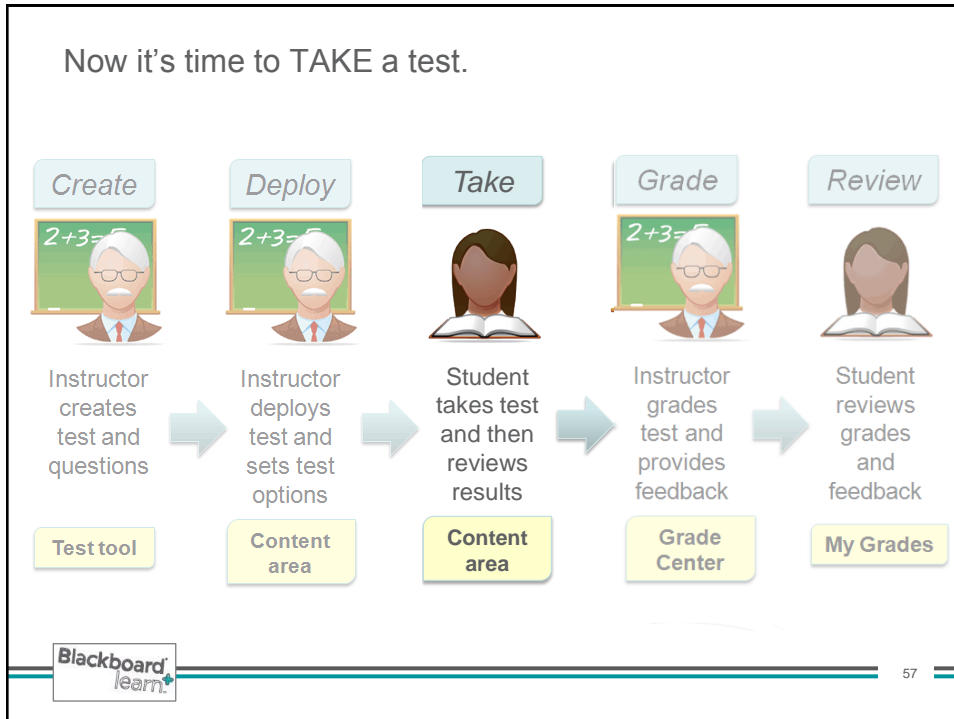 Now it's time to TAKE a test.
Create
Deploy
Take
Grade
Review
2+3=5
2+3=5
2+3=5
Instructor
creates
test and
questions
Instructor
deploys
test and
sets test
options
Student
takes test
and then
reviews
results
Instructor
grades
test and
provides
feedback
Student
reviews
grades
and
feedback
Test tool
Content
area
Content
area
Grade
Center
My Grades
Blackboard
learn+
57